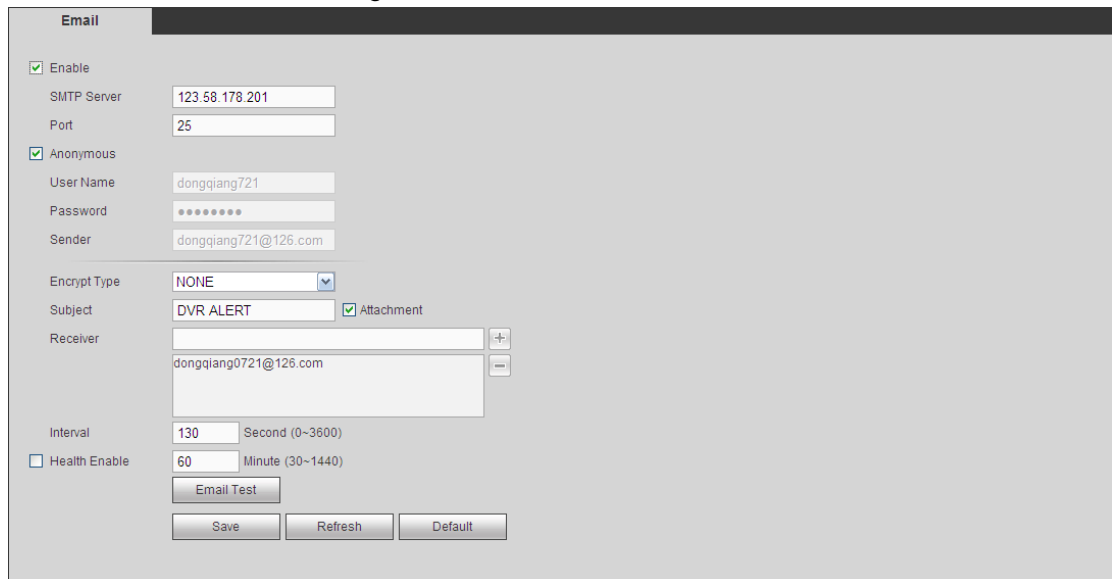 Email
Enable
SMTP Server 123.58.178.201
Port 25
Anonymous
User Name dongqiang721
Password ●●●●●●●●
Sender dongqiang721@126.com
Encrypt Type NONE
Subject DVR ALERT Attachment
Receiver
dongqiang0721@126.com
Interval 130 Second (0~3600)
Health Enable 60 Minute (30~1440)
Email Test
Save Refresh Default